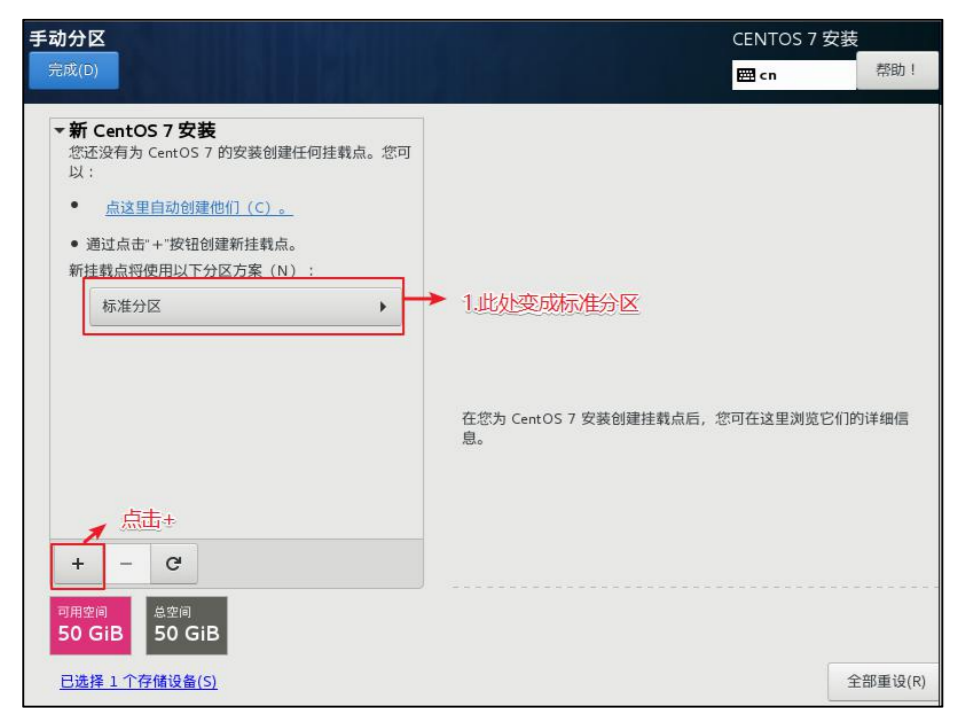 手动分区
CENTOS 7 安装
完成(D)
cn
帮助！
新 CentOS 7 安装
您还没有为 CentOS 7 的安装创建任何挂载点。您可
以：
点这里自动创建他们（C）。
通过点击"+"按钮创建新挂载点。
新挂载点将使用以下分区方案（N）：
标准分区
1.此处变成标准分区
在您为 CentOS 7 安装创建挂载点后，您可在这里浏览它们的详细信
息。
点击+
+ −
可用空间
50 GiB
总空间
50 GiB
已选择 1 个存储设备(S)
全部重设(R)